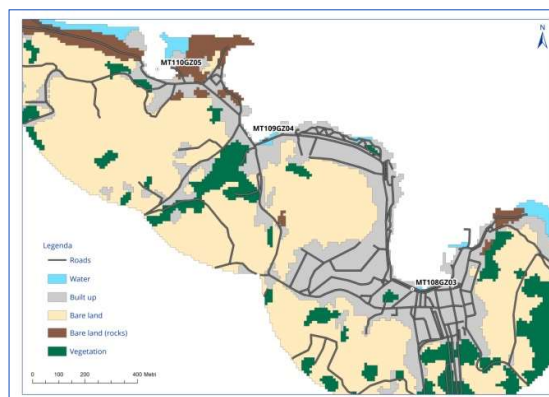 N
MT110GZ05
MT109GZ04
MT108GZ03
Legenda
Roads
Water
Built up
Bare land
Bare land (rocks)
Vegetation
0 100 200 400 Metri